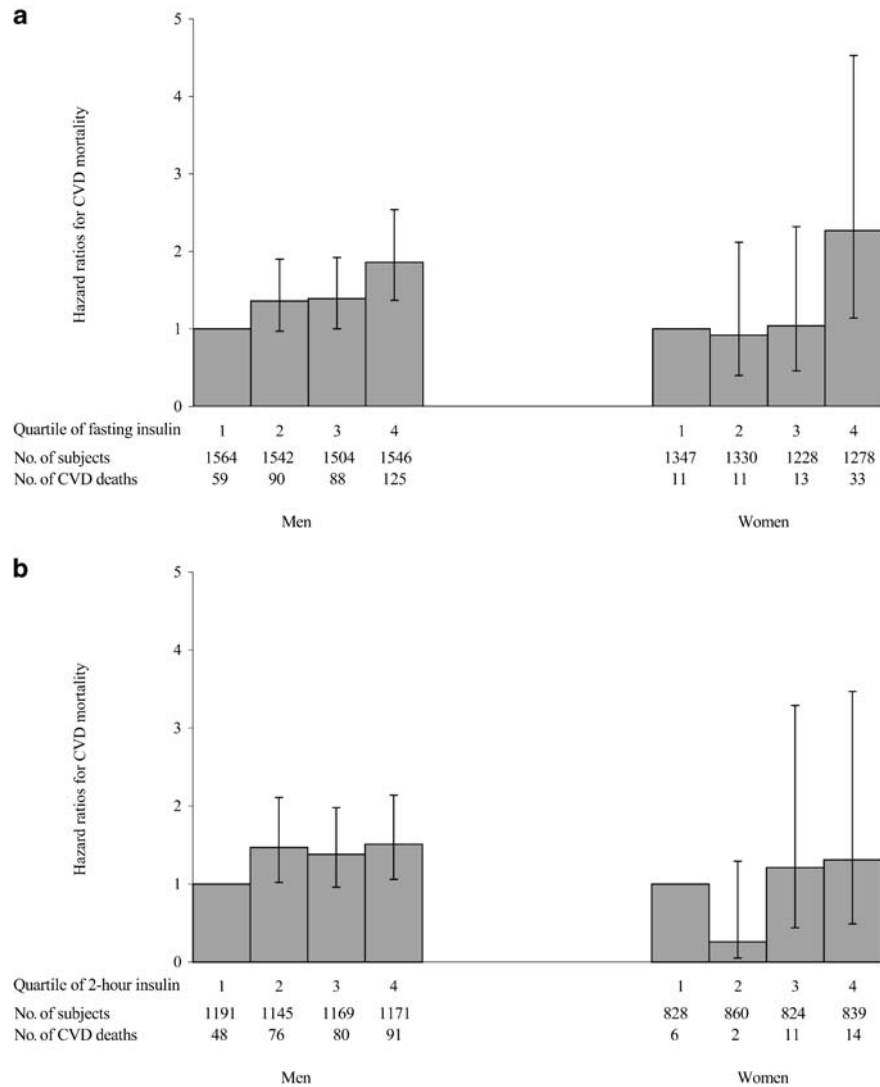 a
Hazard ratios for CVD mortality
5
4
3
2
1
0
Quartile of fasting insulin 1 2 3 4 1 2 3 4
No. of subjects 1564 1542 1504 1546 1347 1330 1228 1278
No. of CVD deaths 59 90 88 125 11 11 13 33
Men Women
b
Hazard ratios for CVD mortality
5
4
3
2
1
0
Quartile of 2-hour insulin 1 2 3 4 1 2 3 4
No. of subjects 1191 1145 1169 1171 828 860 824 839
No. of CVD deaths 48 76 80 91 6 2 11 14
Men Women